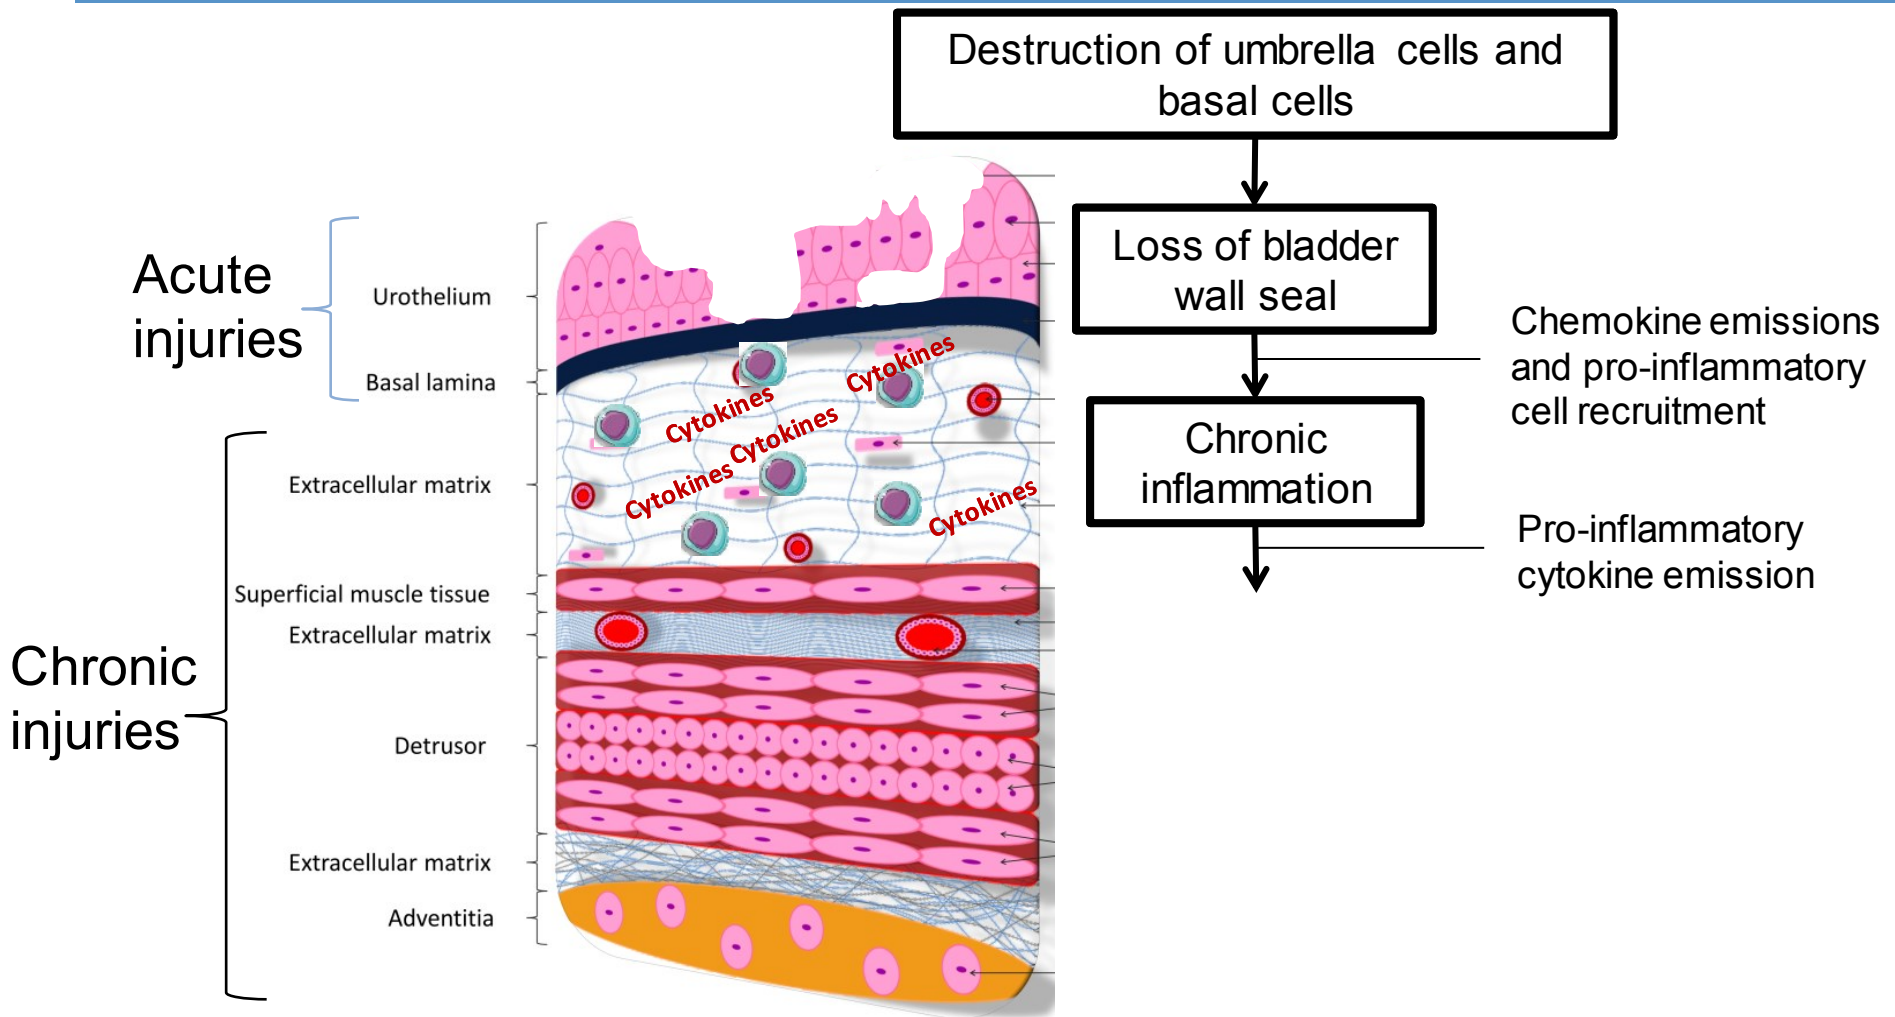 Destruction of umbrella cells and
basal cells
Loss of bladder
wall seal
Chemokine emissions
and pro-inflammatory
cell recruitment
Chronic
inflammation
Pro-inflammatory
cytokine emission
Acute
injuries
Urothelium
Basal lamina
Cytokines
Cytokines
Cytokines
Cytokines
Cytokines
Chronic
injuries
Extracellular matrix
Superficial muscle tissue
Extracellular matrix
Detrusor
Extracellular matrix
Adventitia